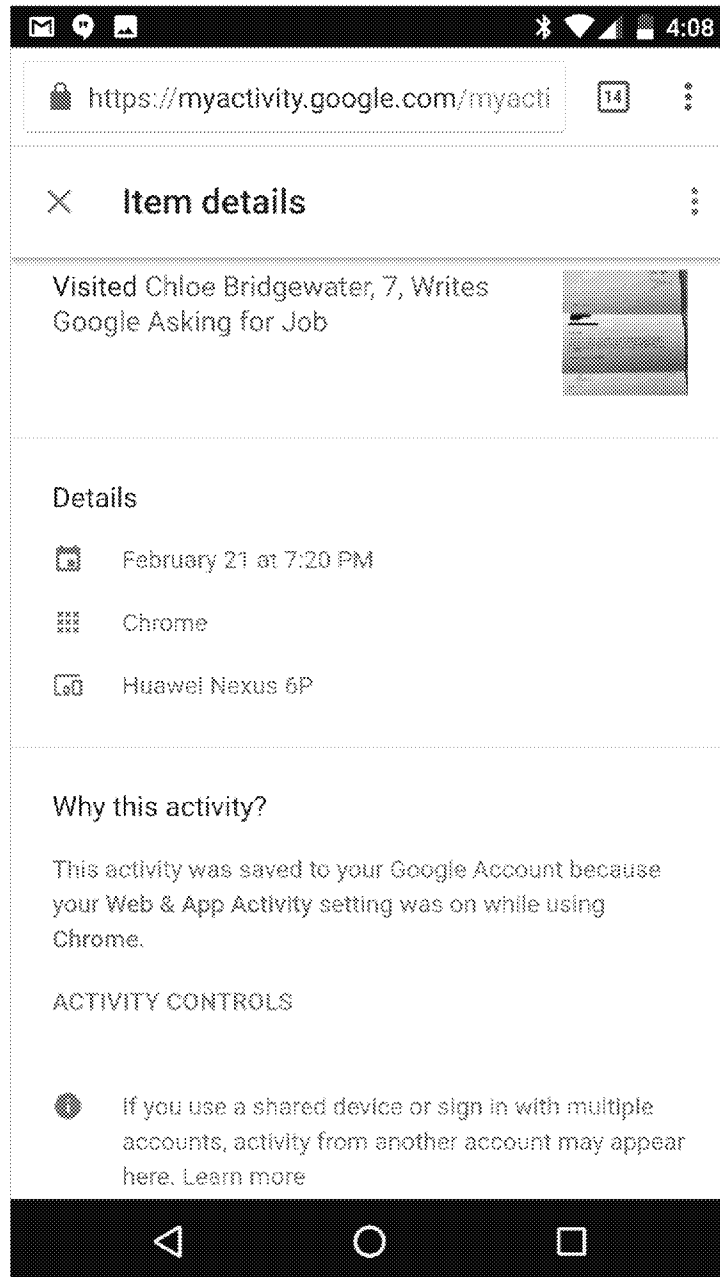 4:08
https://myactivity.google.com/myacti
14
Item details
Visited Chloe Bridgewater, 7, Writes
Google Asking for Job
Details
February 21 at 7:20 PM
Chrome
Huawei Nexus 6P
Why this activity?
This activity was saved to your Google Account because
your Web & App Activity setting was on while using
Chrome.
ACTIVITY CONTROLS
If you use a shared device or sign in with multiple
accounts, activity from another account may appear
here. Learn more